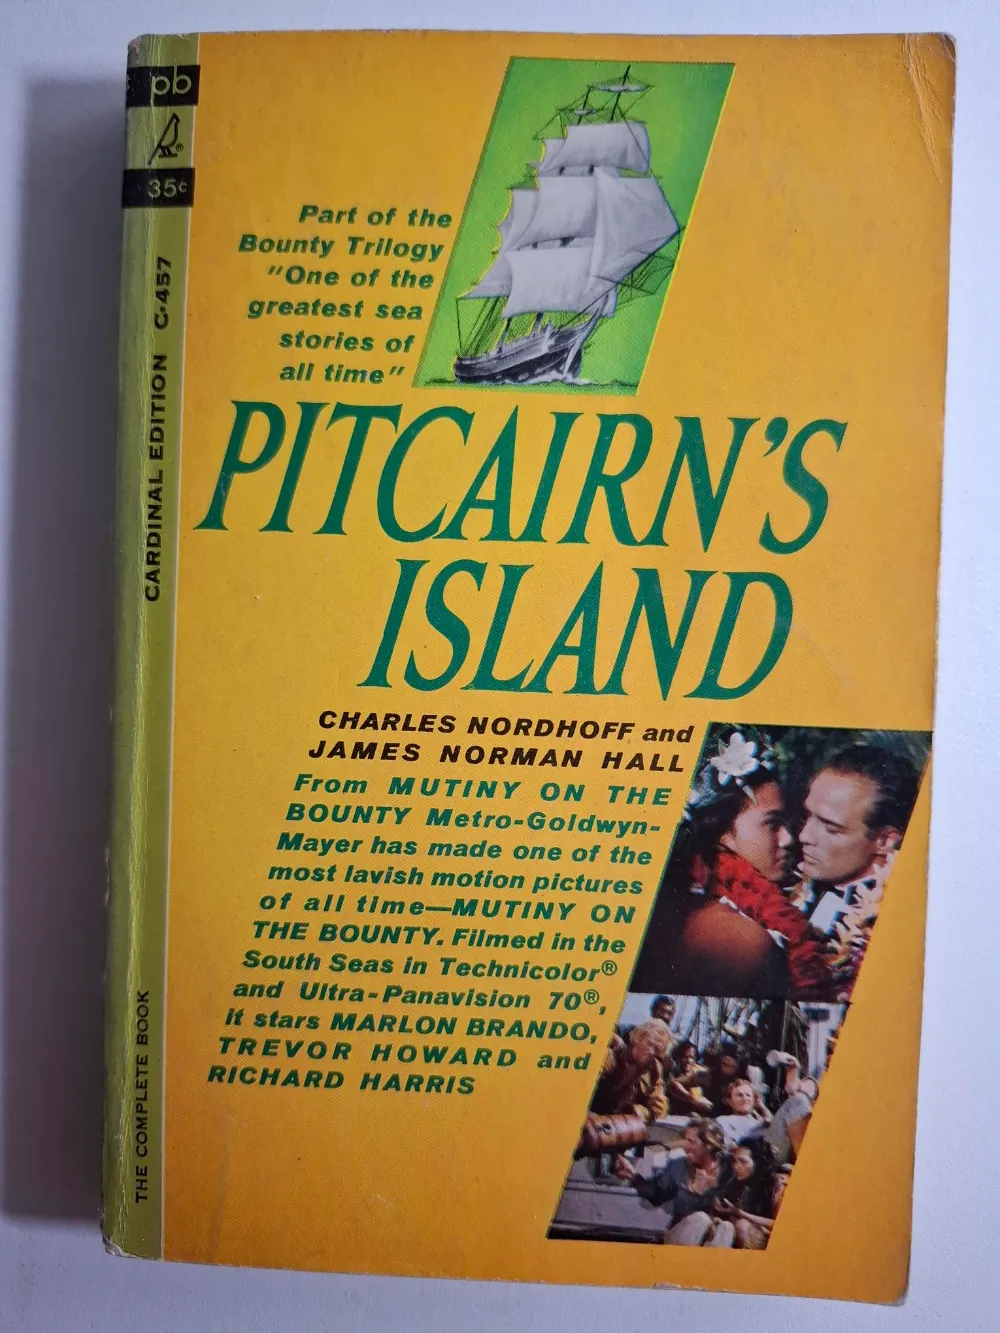 pb
35¢
CARDINAL EDITION C·457
THE COMPLETE BOOK
Part of the
Bounty Trilogy
"One of the
greatest sea
stories of
all time"
PITCAIRN'S
ISLAND
CHARLES NORDHOFF and
JAMES NORMAN HALL
From MUTINY ON THE
BOUNTY Metro-Goldwyn-
Mayer has made one of the
most lavish motion pictures
of all time—MUTINY ON
THE BOUNTY. Filmed in the
South Seas in Technicolor®
and Ultra-Panavision 70®,
it stars MARLON BRANDO,
TREVOR HOWARD and
RICHARD HARRIS